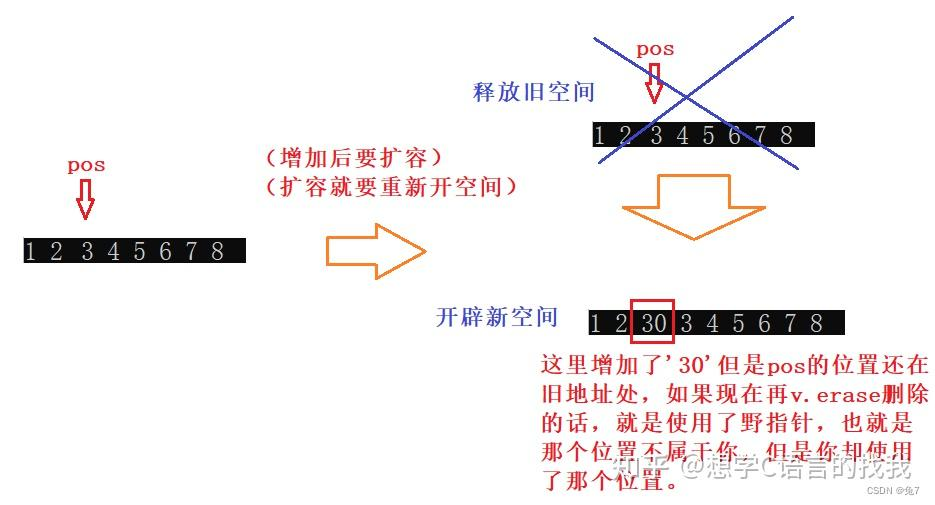 pos
1 2 3 4 5 6 7 8
(增加后要扩容)
(扩容就要重新开空间)
pos
释放旧空间
1 2 3 4 5 6 7 8
开辟新空间
1 2 30 3 4 5 6 7 8
这里增加了'30'但是pos的位置还在
旧地址处，如果现在再v.erase删除
的话，就是使用了野指针，也就是
那个位置不属于你，但是你却使用
了那个位置。
知乎 @想学C语言的找我
CSDN @兔7